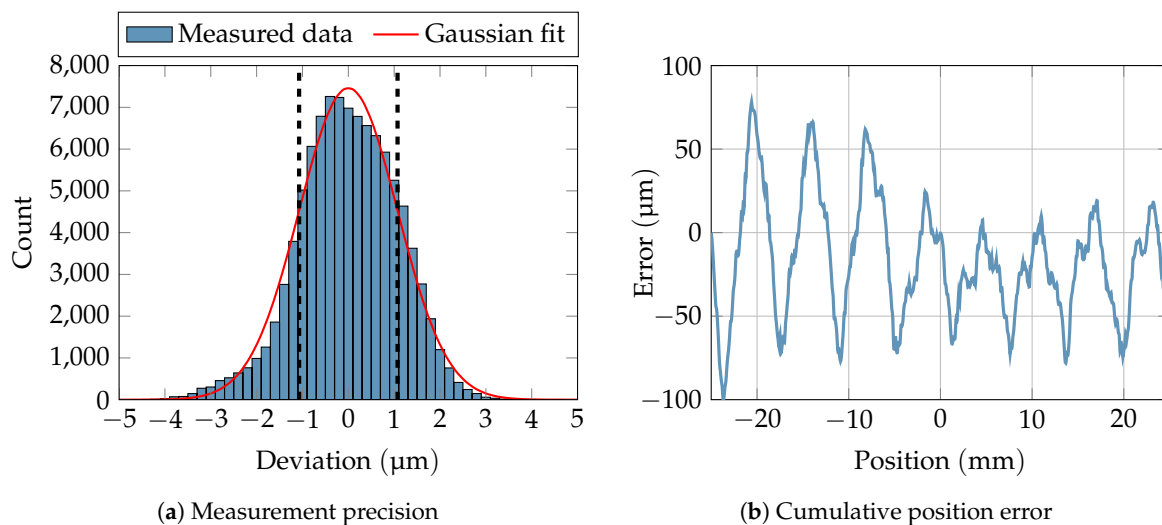 Measured data Gaussian fit
8,000
7,000
6,000
5,000
4,000
3,000
2,000
1,000
0
Count
−5 −4 −3 −2 −1 0 1 2 3 4 5
Deviation (µm)
(a) Measurement precision
100
50
0
−50
−100
Error (µm)
−20 −10 0 10 20
Position (mm)
(b) Cumulative position error